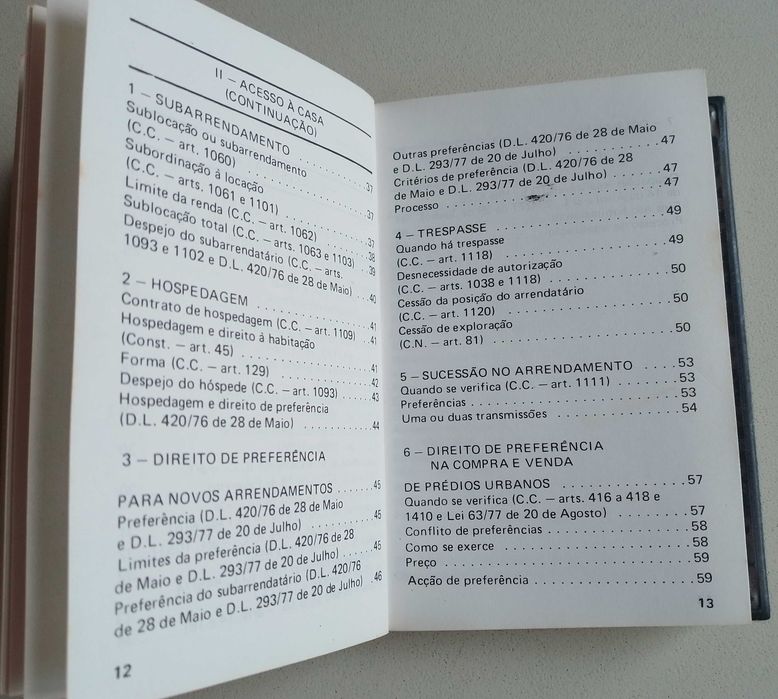 II – ACESSO À CASA
(CONTINUAÇÃO)
1 – SUBARRENDAMENTO . . . . . . . . . . 37
Sublocação ou subarrendamento
(C.C. – art. 1060) . . . . . . . . . . 37
Subordinação à locação
(C.C. – arts. 1061 e 1101) . . . . . . . . 37
Limite da renda (C.C. – art. 1062) . . . . . 38
Sublocação total (C.C. – arts. 1063 e 1103) . . 39
Despejo do subarrendatário (C.C. – arts.
1093 e 1102 e D.L. 420/76 de 28 de Maio) . . 40
2 – HOSPEDAGEM . . . . . . . . . . 41
Contrato de hospedagem (C.C. – art. 1109) . . 41
Hospedagem e direito à habitação
(Const. – art. 45) . . . . . . . . . . 41
Forma (C.C. – art. 129) . . . . . . . . . . 42
Despejo do hóspede (C.C. – art. 1093) . . . . 43
Hospedagem e direito de preferência
(D.L. 420/76 de 28 de Maio) . . . . . . . . 44
3 – DIREITO DE PREFERÊNCIA
PARA NOVOS ARRENDAMENTOS . . . . . . 45
Preferência (D.L. 420/76 de 28 de Maio
e D.L. 293/77 de 20 de Julho) . . . . . . . 45
Limites da preferência (D.L. 420/76 de 28
de Maio e D.L. 293/77 de 20 de Julho) . . . . 45
Preferência do subarrendatário (D.L. 420/76
de 28 de Maio e D.L. 293/77 de 20 de Julho) . 46
12
Outras preferências (D.L. 420/76 de 28 de Maio
e D.L. 293/77 de 20 de Julho) . . . . . . . . 47
Critérios de preferência (D.L. 420/76 de 28
de Maio e D.L. 293/77 de 20 de Julho) . . . . 47
Processo . . . . . . . . . . 47
4 – TRESPASSE . . . . . . . . . . 49
Quando há trespasse
(C.C. – art. 1118) . . . . . . . . . . 49
Desnecessidade de autorização
(C.C. – arts. 1038 e 1118) . . . . . . . . 50
Cessão da posição do arrendatário
(C.C. – art. 1120) . . . . . . . . . . 50
Cessão de exploração
(C.N. – art. 81) . . . . . . . . . . 50
5 – SUCESSÃO NO ARRENDAMENTO . . . . 53
Quando se verifica (C.C. – art. 1111) . . . . . 53
Preferências . . . . . . . . . . 53
Uma ou duas transmissões . . . . . . . . . . 54
6 – DIREITO DE PREFERÊNCIA
NA COMPRA E VENDA
DE PRÉDIOS URBANOS . . . . . . . . . . 57
Quando se verifica (C.C. – arts. 416 a 418 e
1410 e Lei 63/77 de 20 de Agosto) . . . . . . 57
Conflito de preferências . . . . . . . . . . 58
Como se exerce . . . . . . . . . . 58
Preço . . . . . . . . . . 59
Acção de preferência . . . . . . . . . . 59
13